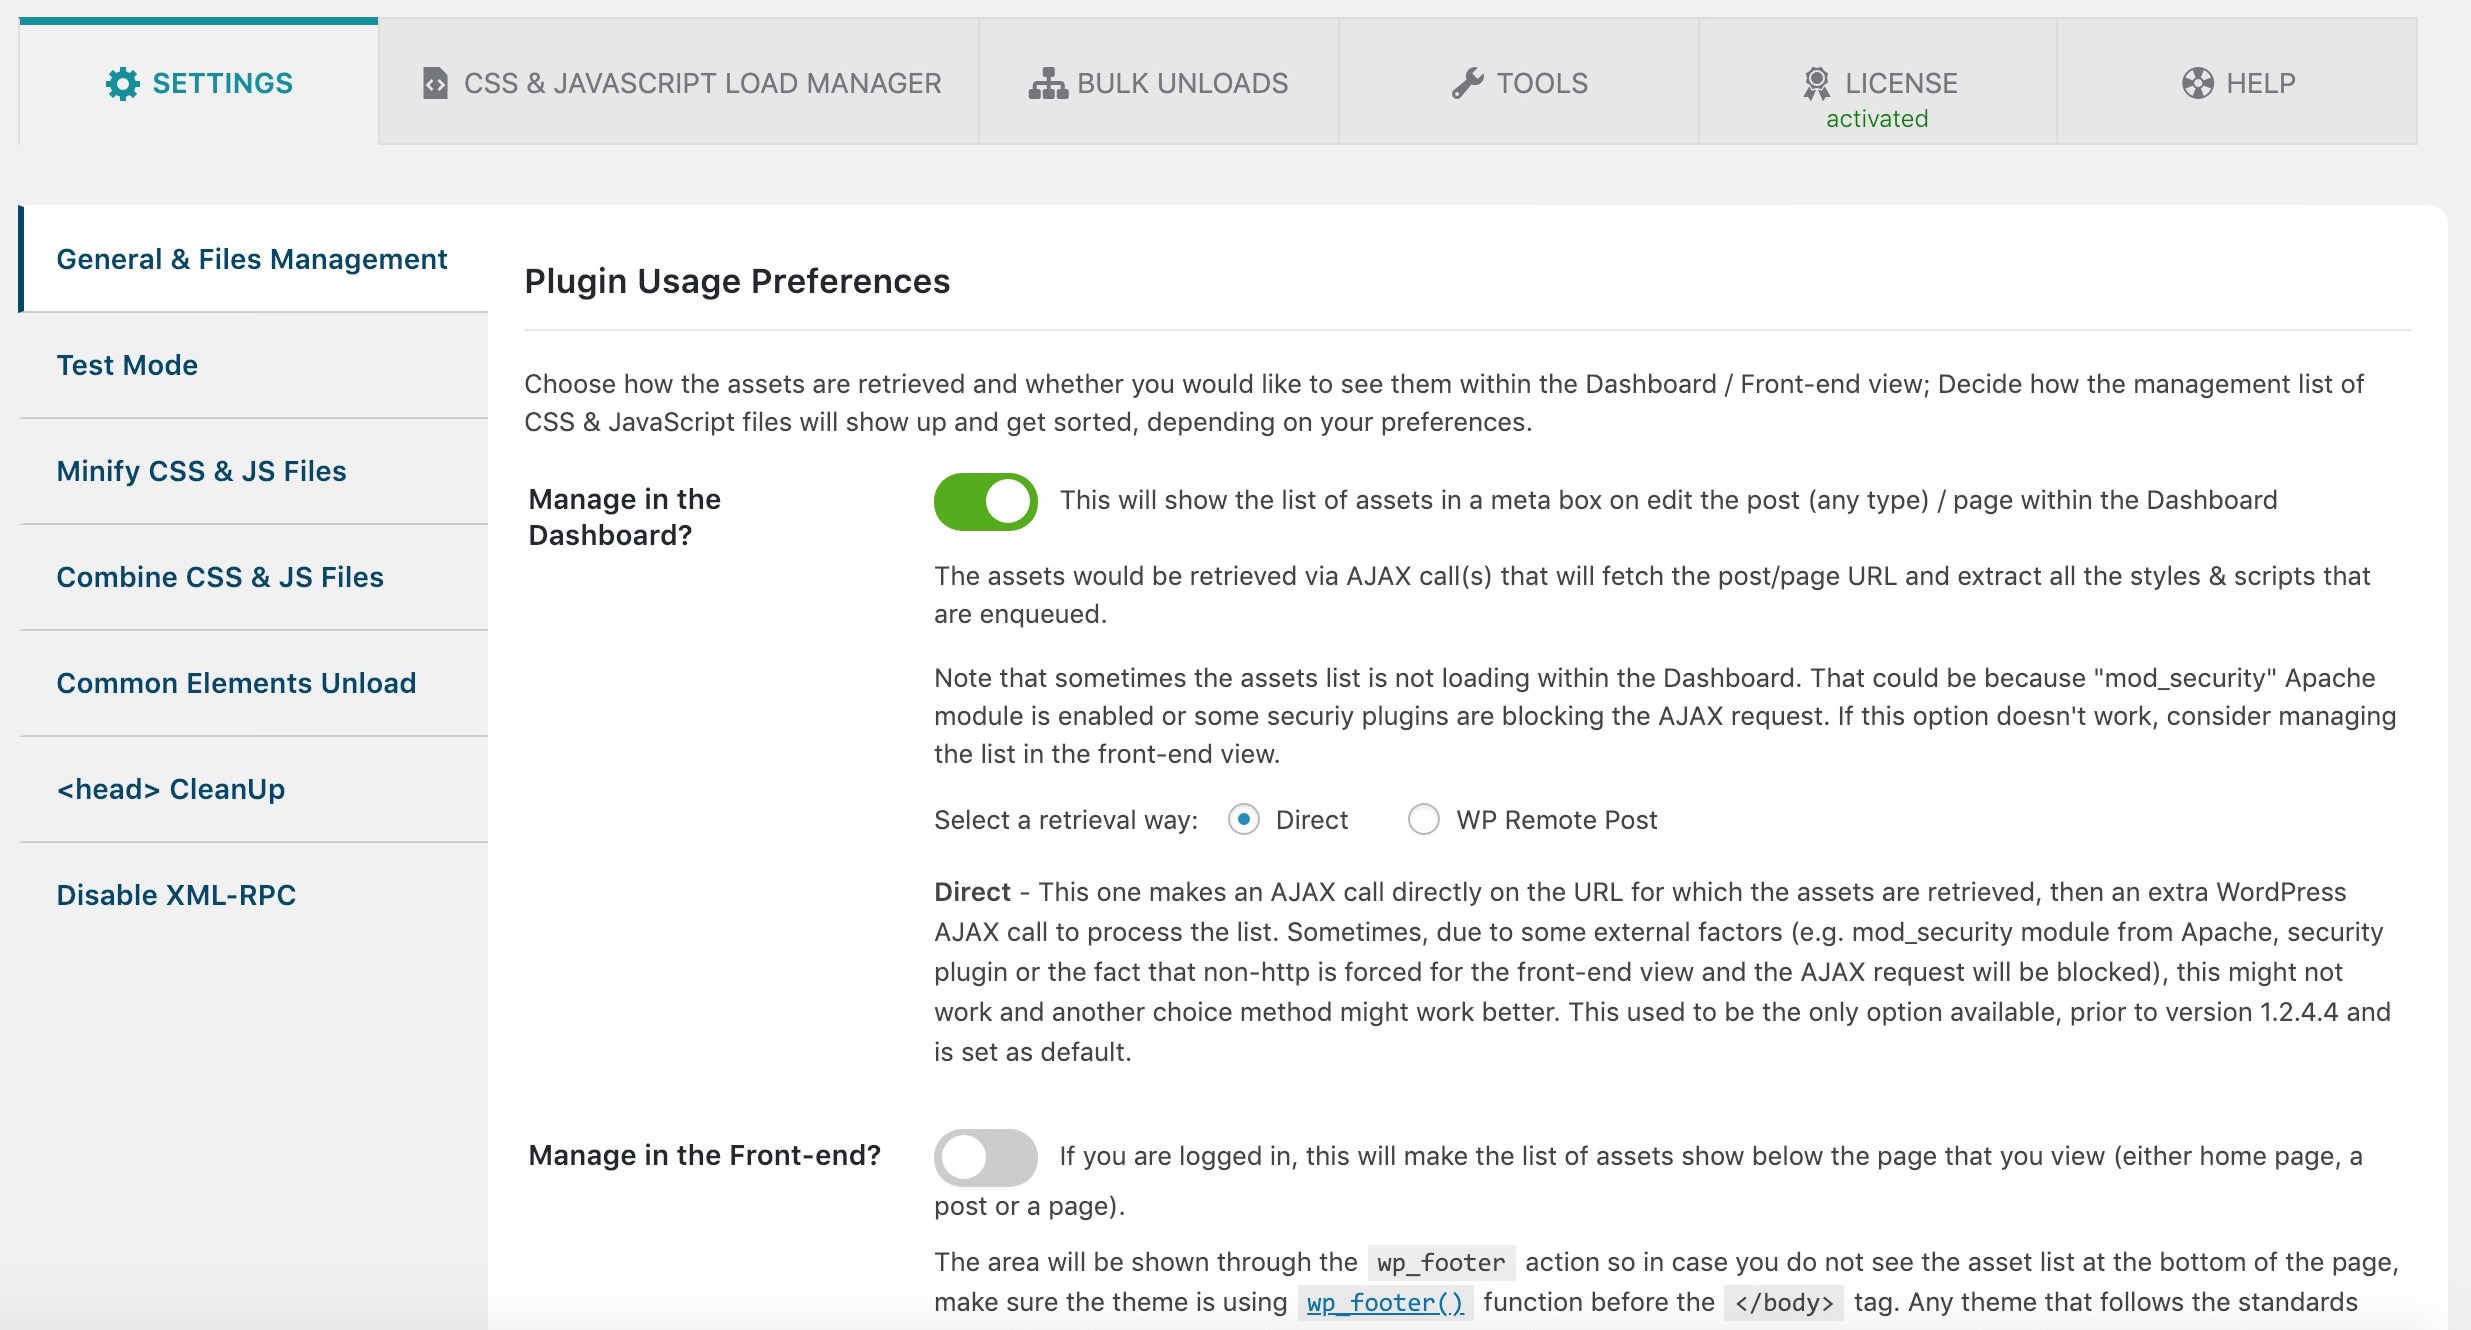 SETTINGS
CSS & JAVASCRIPT LOAD MANAGER
BULK UNLOADS
TOOLS
LICENSE
activated
HELP
General & Files Management
Test Mode
Minify CSS & JS Files
Combine CSS & JS Files
Common Elements Unload
<head> CleanUp
Disable XML-RPC
Plugin Usage Preferences
Choose how the assets are retrieved and whether you would like to see them within the Dashboard / Front-end view; Decide how the management list of
CSS & JavaScript files will show up and get sorted, depending on your preferences.
Manage in the
Dashboard?
This will show the list of assets in a meta box on edit the post (any type) / page within the Dashboard
The assets would be retrieved via AJAX call(s) that will fetch the post/page URL and extract all the styles & scripts that
are enqueued.
Note that sometimes the assets list is not loading within the Dashboard. That could be because "mod_security" Apache
module is enabled or some securiy plugins are blocking the AJAX request. If this option doesn't work, consider managing
the list in the front-end view.
Select a retrieval way: Direct WP Remote Post
Direct - This one makes an AJAX call directly on the URL for which the assets are retrieved, then an extra WordPress
AJAX call to process the list. Sometimes, due to some external factors (e.g. mod_security module from Apache, security
plugin or the fact that non-http is forced for the front-end view and the AJAX request will be blocked), this might not
work and another choice method might work better. This used to be the only option available, prior to version 1.2.4.4 and
is set as default.
Manage in the Front-end?
If you are logged in, this will make the list of assets show below the page that you view (either home page, a
post or a page).
The area will be shown through the wp_footer action so in case you do not see the asset list at the bottom of the page,
make sure the theme is using wp_footer() function before the </body> tag. Any theme that follows the standards